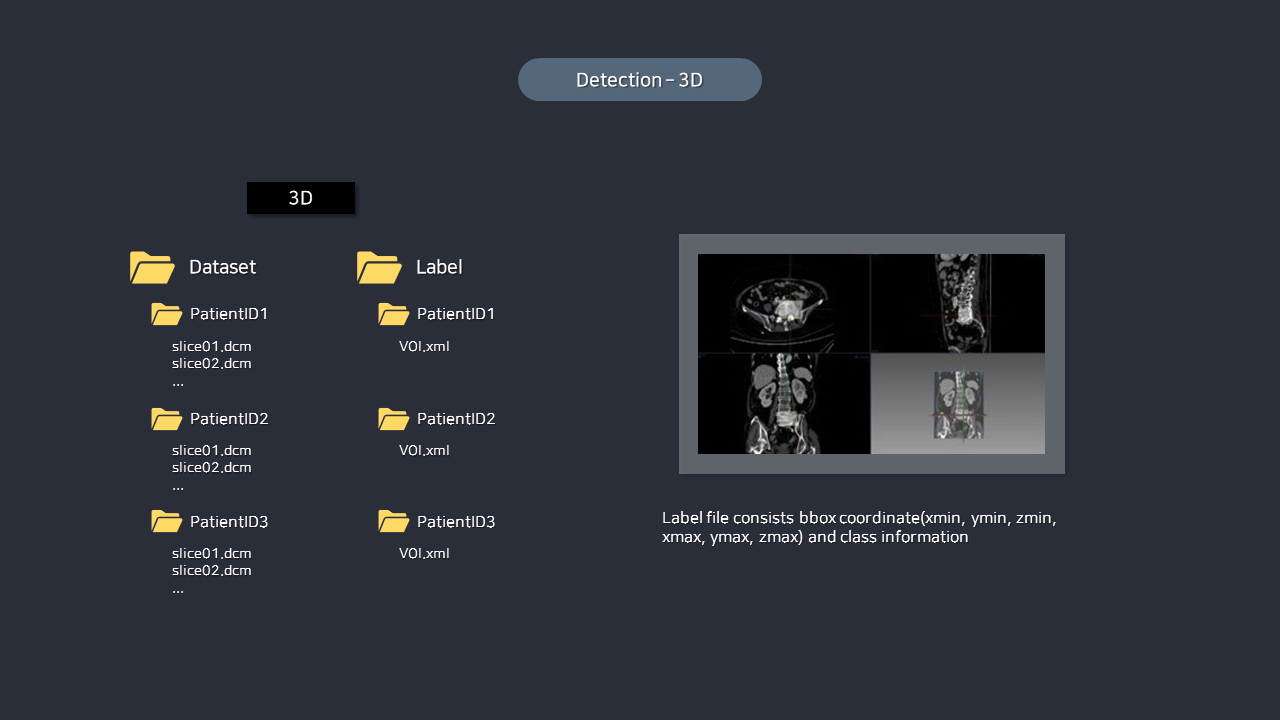 Detection – 3D
3D
Dataset
PatientID1
slice01.dcm
slice02.dcm
...
PatientID2
slice01.dcm
slice02.dcm
...
PatientID3
slice01.dcm
slice02.dcm
...
Label
PatientID1
VOI.xml
PatientID2
VOI.xml
PatientID3
VOI.xml
Label file consists bbox coordinate(xmin, ymin, zmin,
xmax, ymax, zmax) and class information